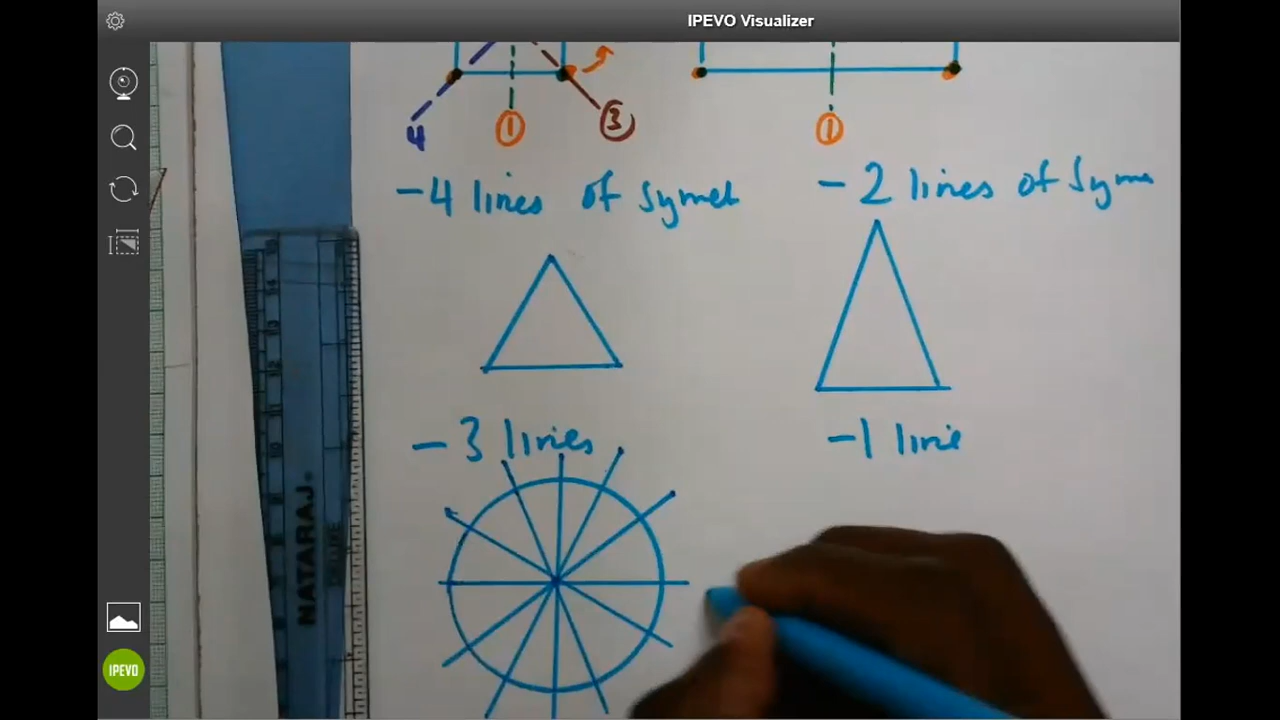 IPEVO Visualizer
4 1 3 1
-4 lines of Symet
-2 lines of Sym
-3 lines
-1 line
NATARAJ
IPEVO